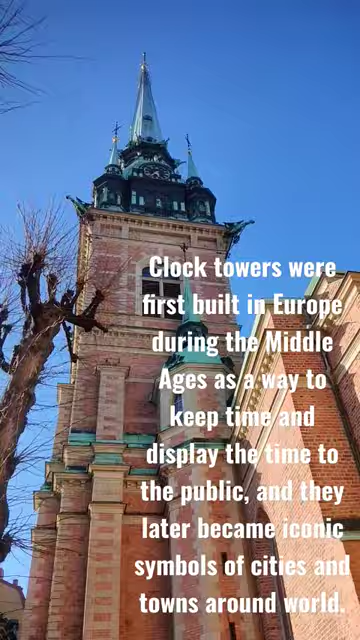 Clock towers were
first built in Europe
during the Middle
Ages as a way to
keep time and
display the time to
the public, and they
later became iconic
symbols of cities and
towns around world.